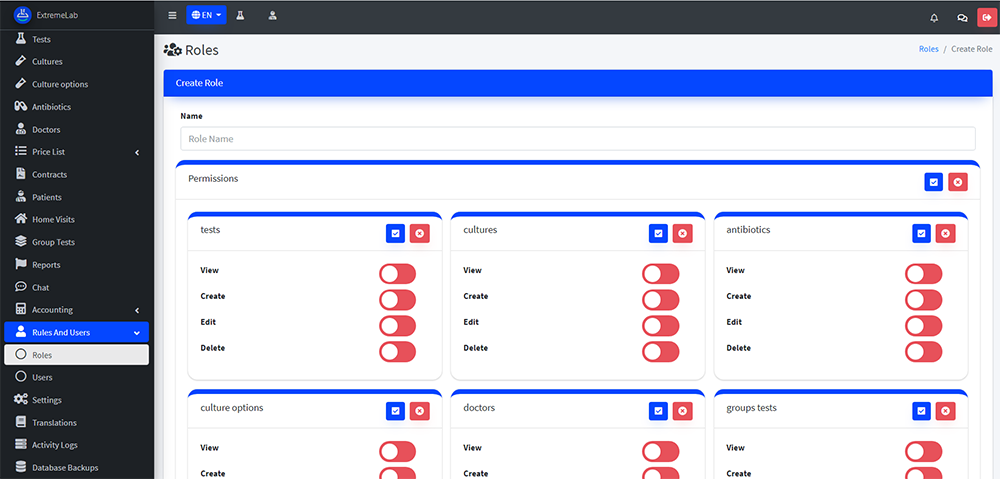 ExtremeLab
EN
Tests
Cultures
Culture options
Antibiotics
Doctors
Price List
Contracts
Patients
Home Visits
Group Tests
Reports
Chat
Accounting
Rules And Users
Roles
Users
Settings
Translations
Activity Logs
Database Backups
Roles
Roles / Create Role
Create Role
Name
Role Name
Permissions
tests
View
Create
Edit
Delete
cultures
View
Create
Edit
Delete
antibiotics
View
Create
Edit
Delete
culture options
View
Create
doctors
View
Create
groups tests
View
Create